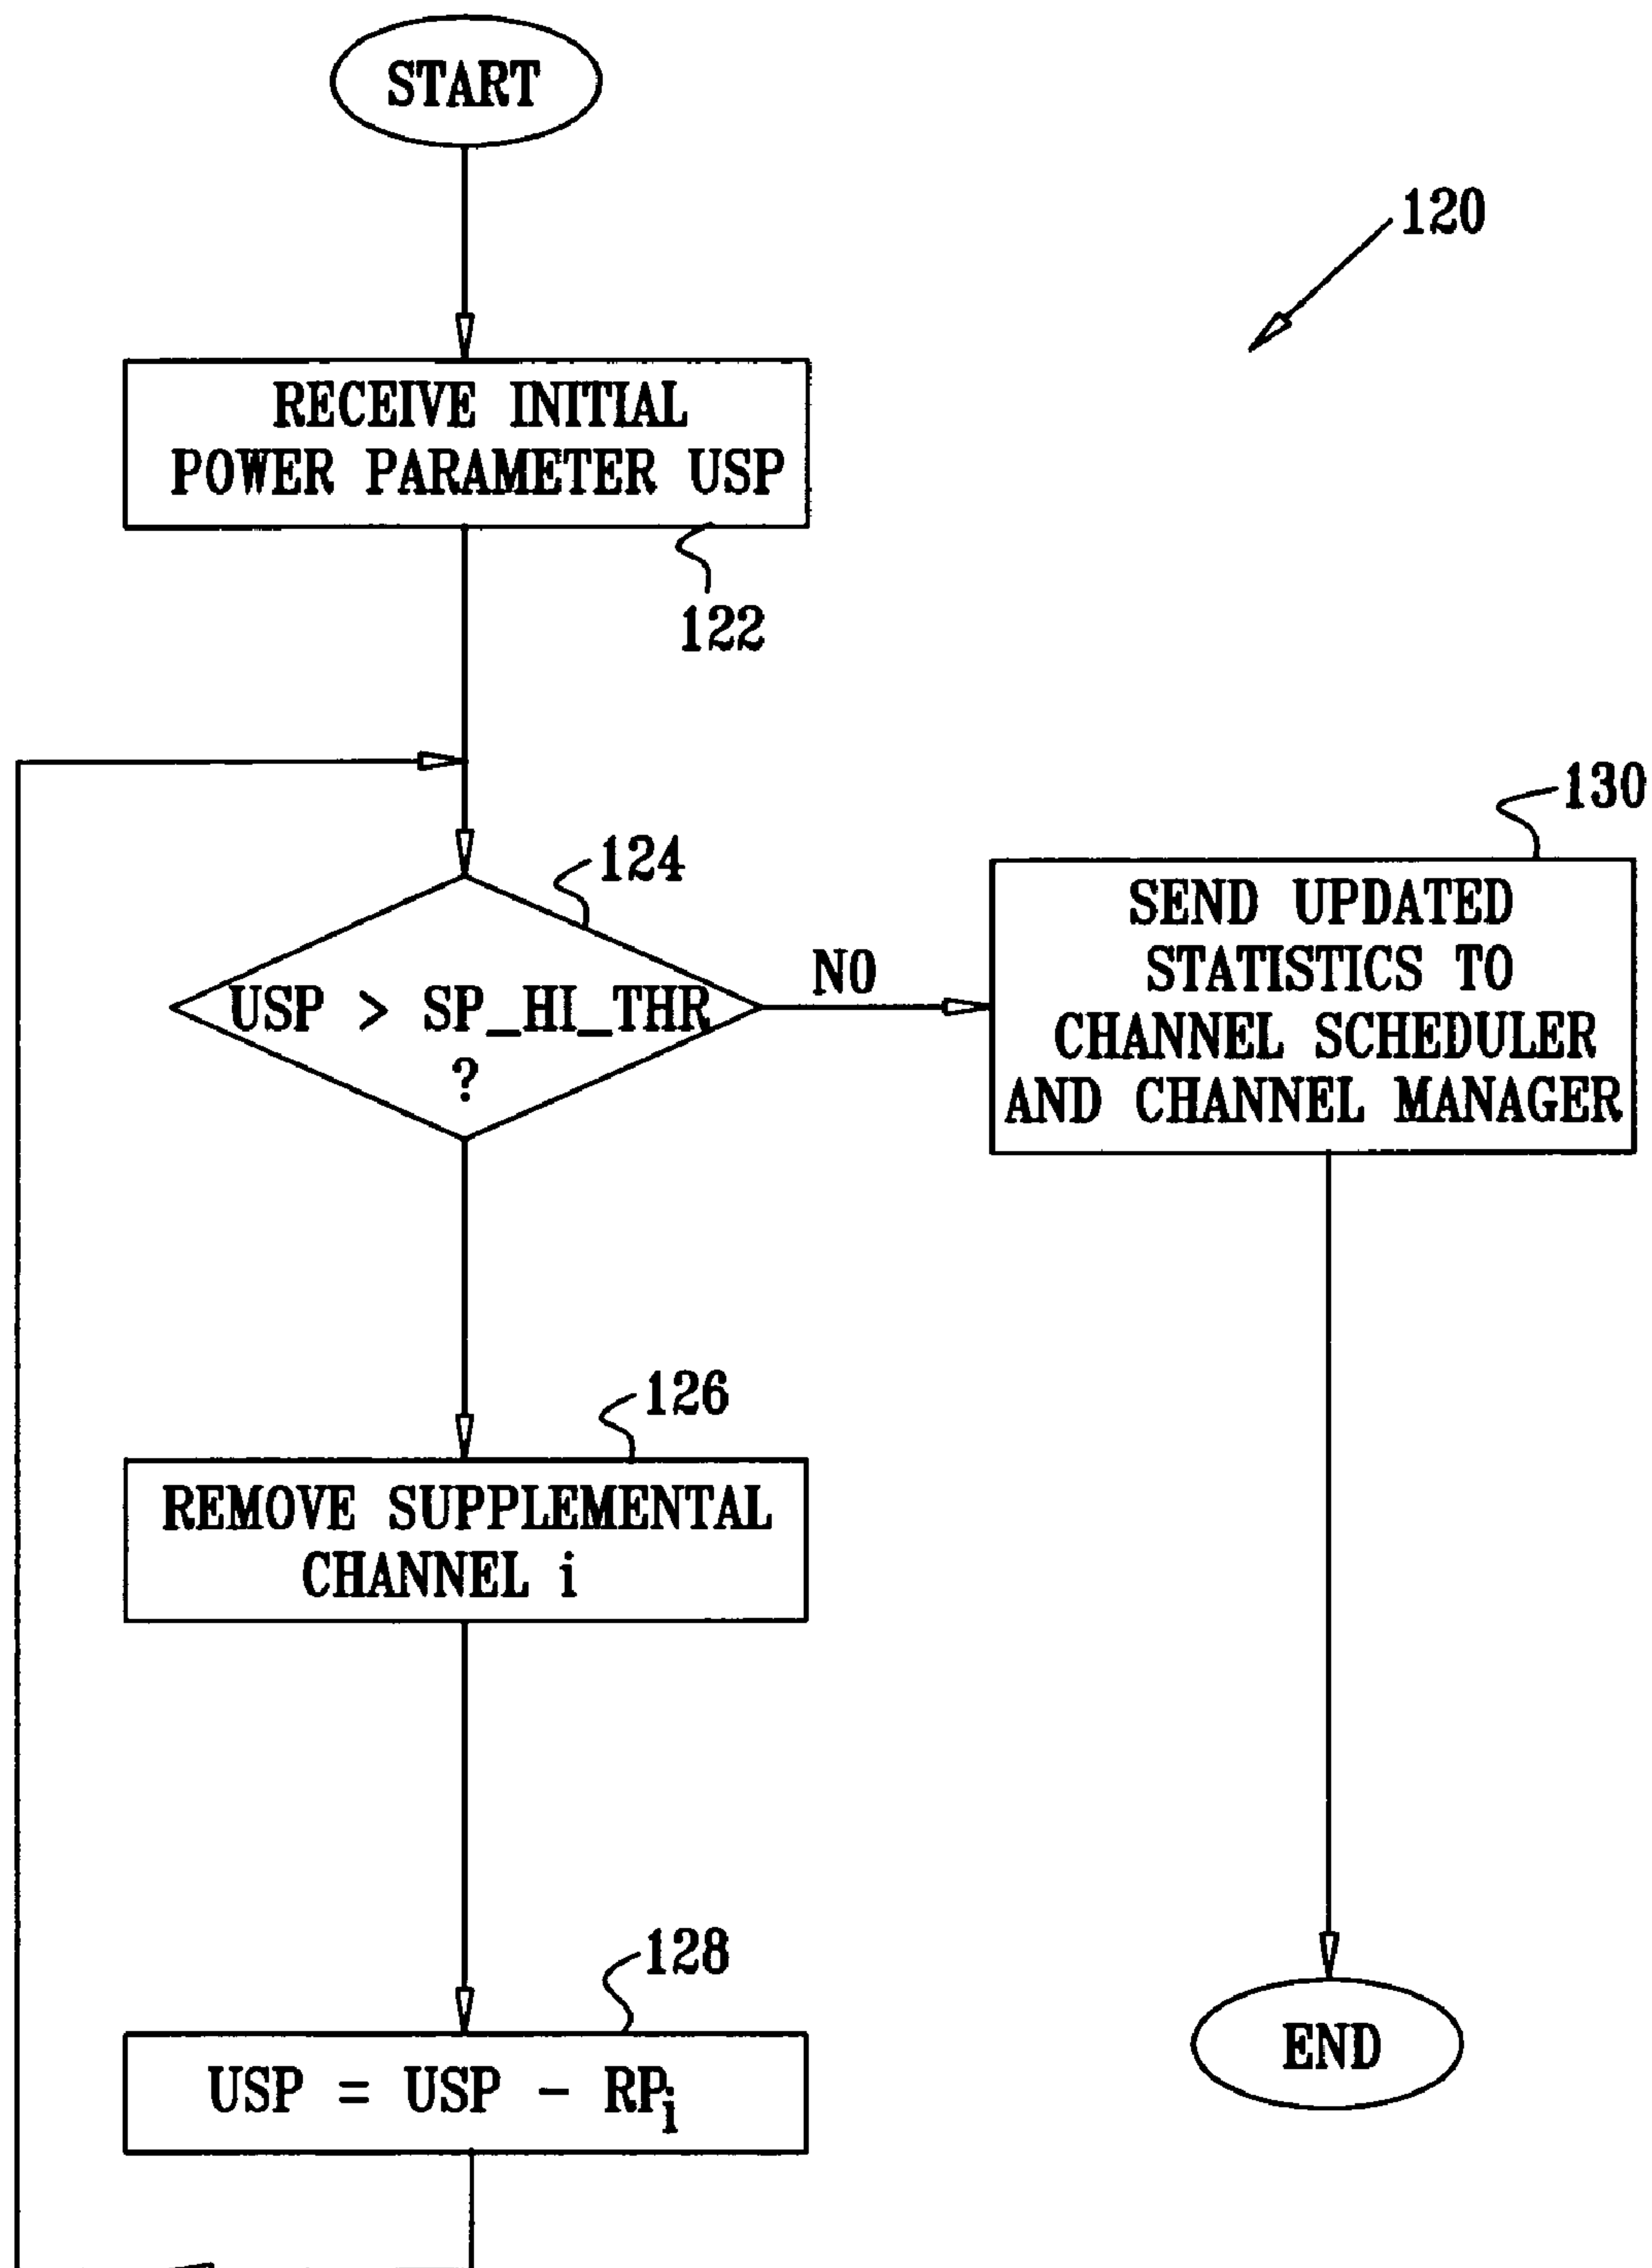 START
120
RECEIVE INITIAL
POWER PARAMETER USP
122
130
124
USP > SP_HI_THR
?
NO
SEND UPDATED
STATISTICS TO
CHANNEL SCHEDULER
AND CHANNEL MANAGER
126
REMOVE SUPPLEMENTAL
CHANNEL i
128
USP = USP - RPi
END